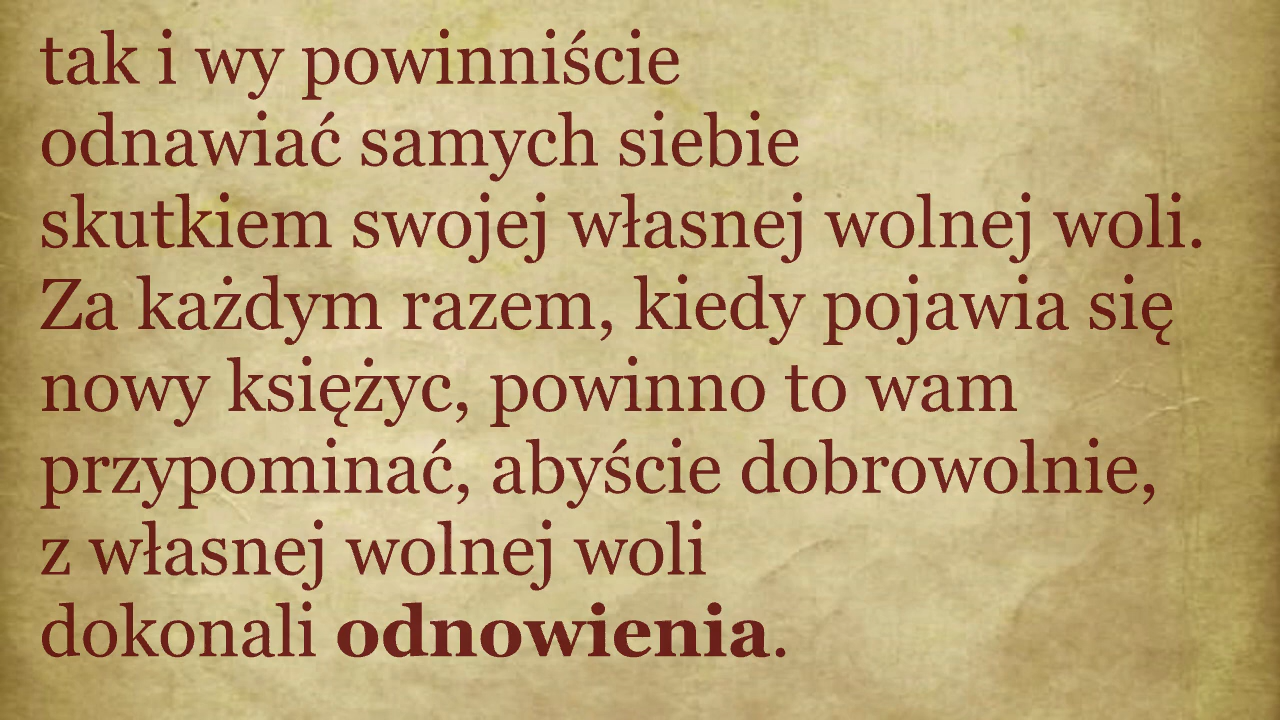 tak i wy powinniście
odnawiać samych siebie
skutkiem swojej własnej wolnej woli.
Za każdym razem, kiedy pojawia się
nowy księżyc, powinno to wam
przypominać, abyście dobrowolnie,
z własnej wolnej woli
dokonali odnowienia.